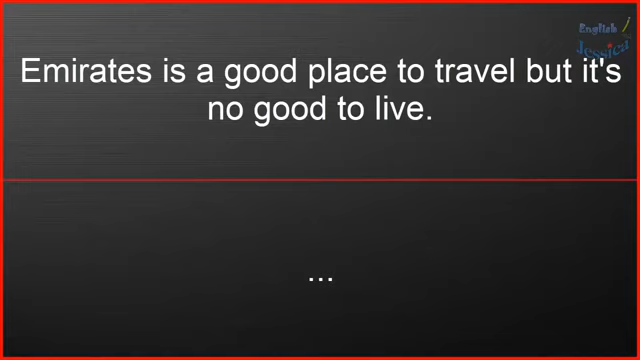 English
Jessica
Emirates is a good place to travel but it's
no good to live.
...